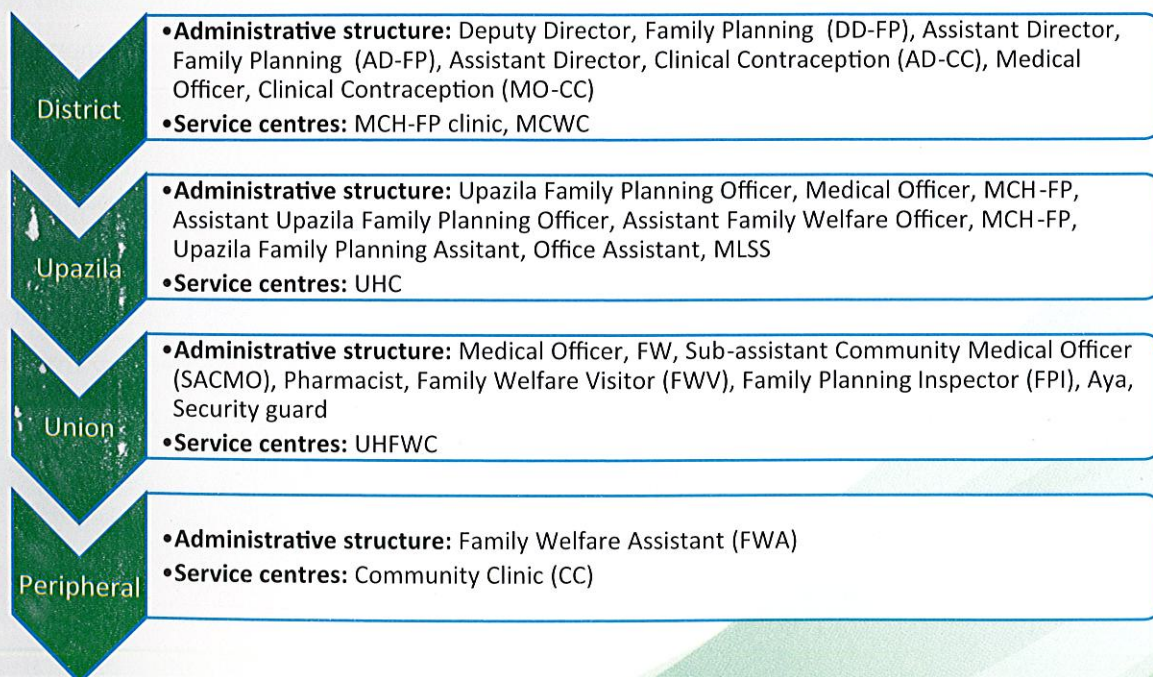 District
•Administrative structure: Deputy Director, Family Planning (DD-FP), Assistant Director,
Family Planning (AD-FP), Assistant Director, Clinical Contraception (AD-CC), Medical
Officer, Clinical Contraception (MO-CC)
•Service centres: MCH-FP clinic, MCWC
Upazila
•Administrative structure: Upazila Family Planning Officer, Medical Officer, MCH-FP,
Assistant Upazila Family Planning Officer, Assistant Family Welfare Officer, MCH-FP,
Upazila Family Planning Assitant, Office Assistant, MLSS
•Service centres: UHC
Union
•Administrative structure: Medical Officer, FW, Sub-assistant Community Medical Officer
(SACMO), Pharmacist, Family Welfare Visitor (FWV), Family Planning Inspector (FPI), Aya,
Security guard
•Service centres: UHFWC
Peripheral
•Administrative structure: Family Welfare Assistant (FWA)
•Service centres: Community Clinic (CC)